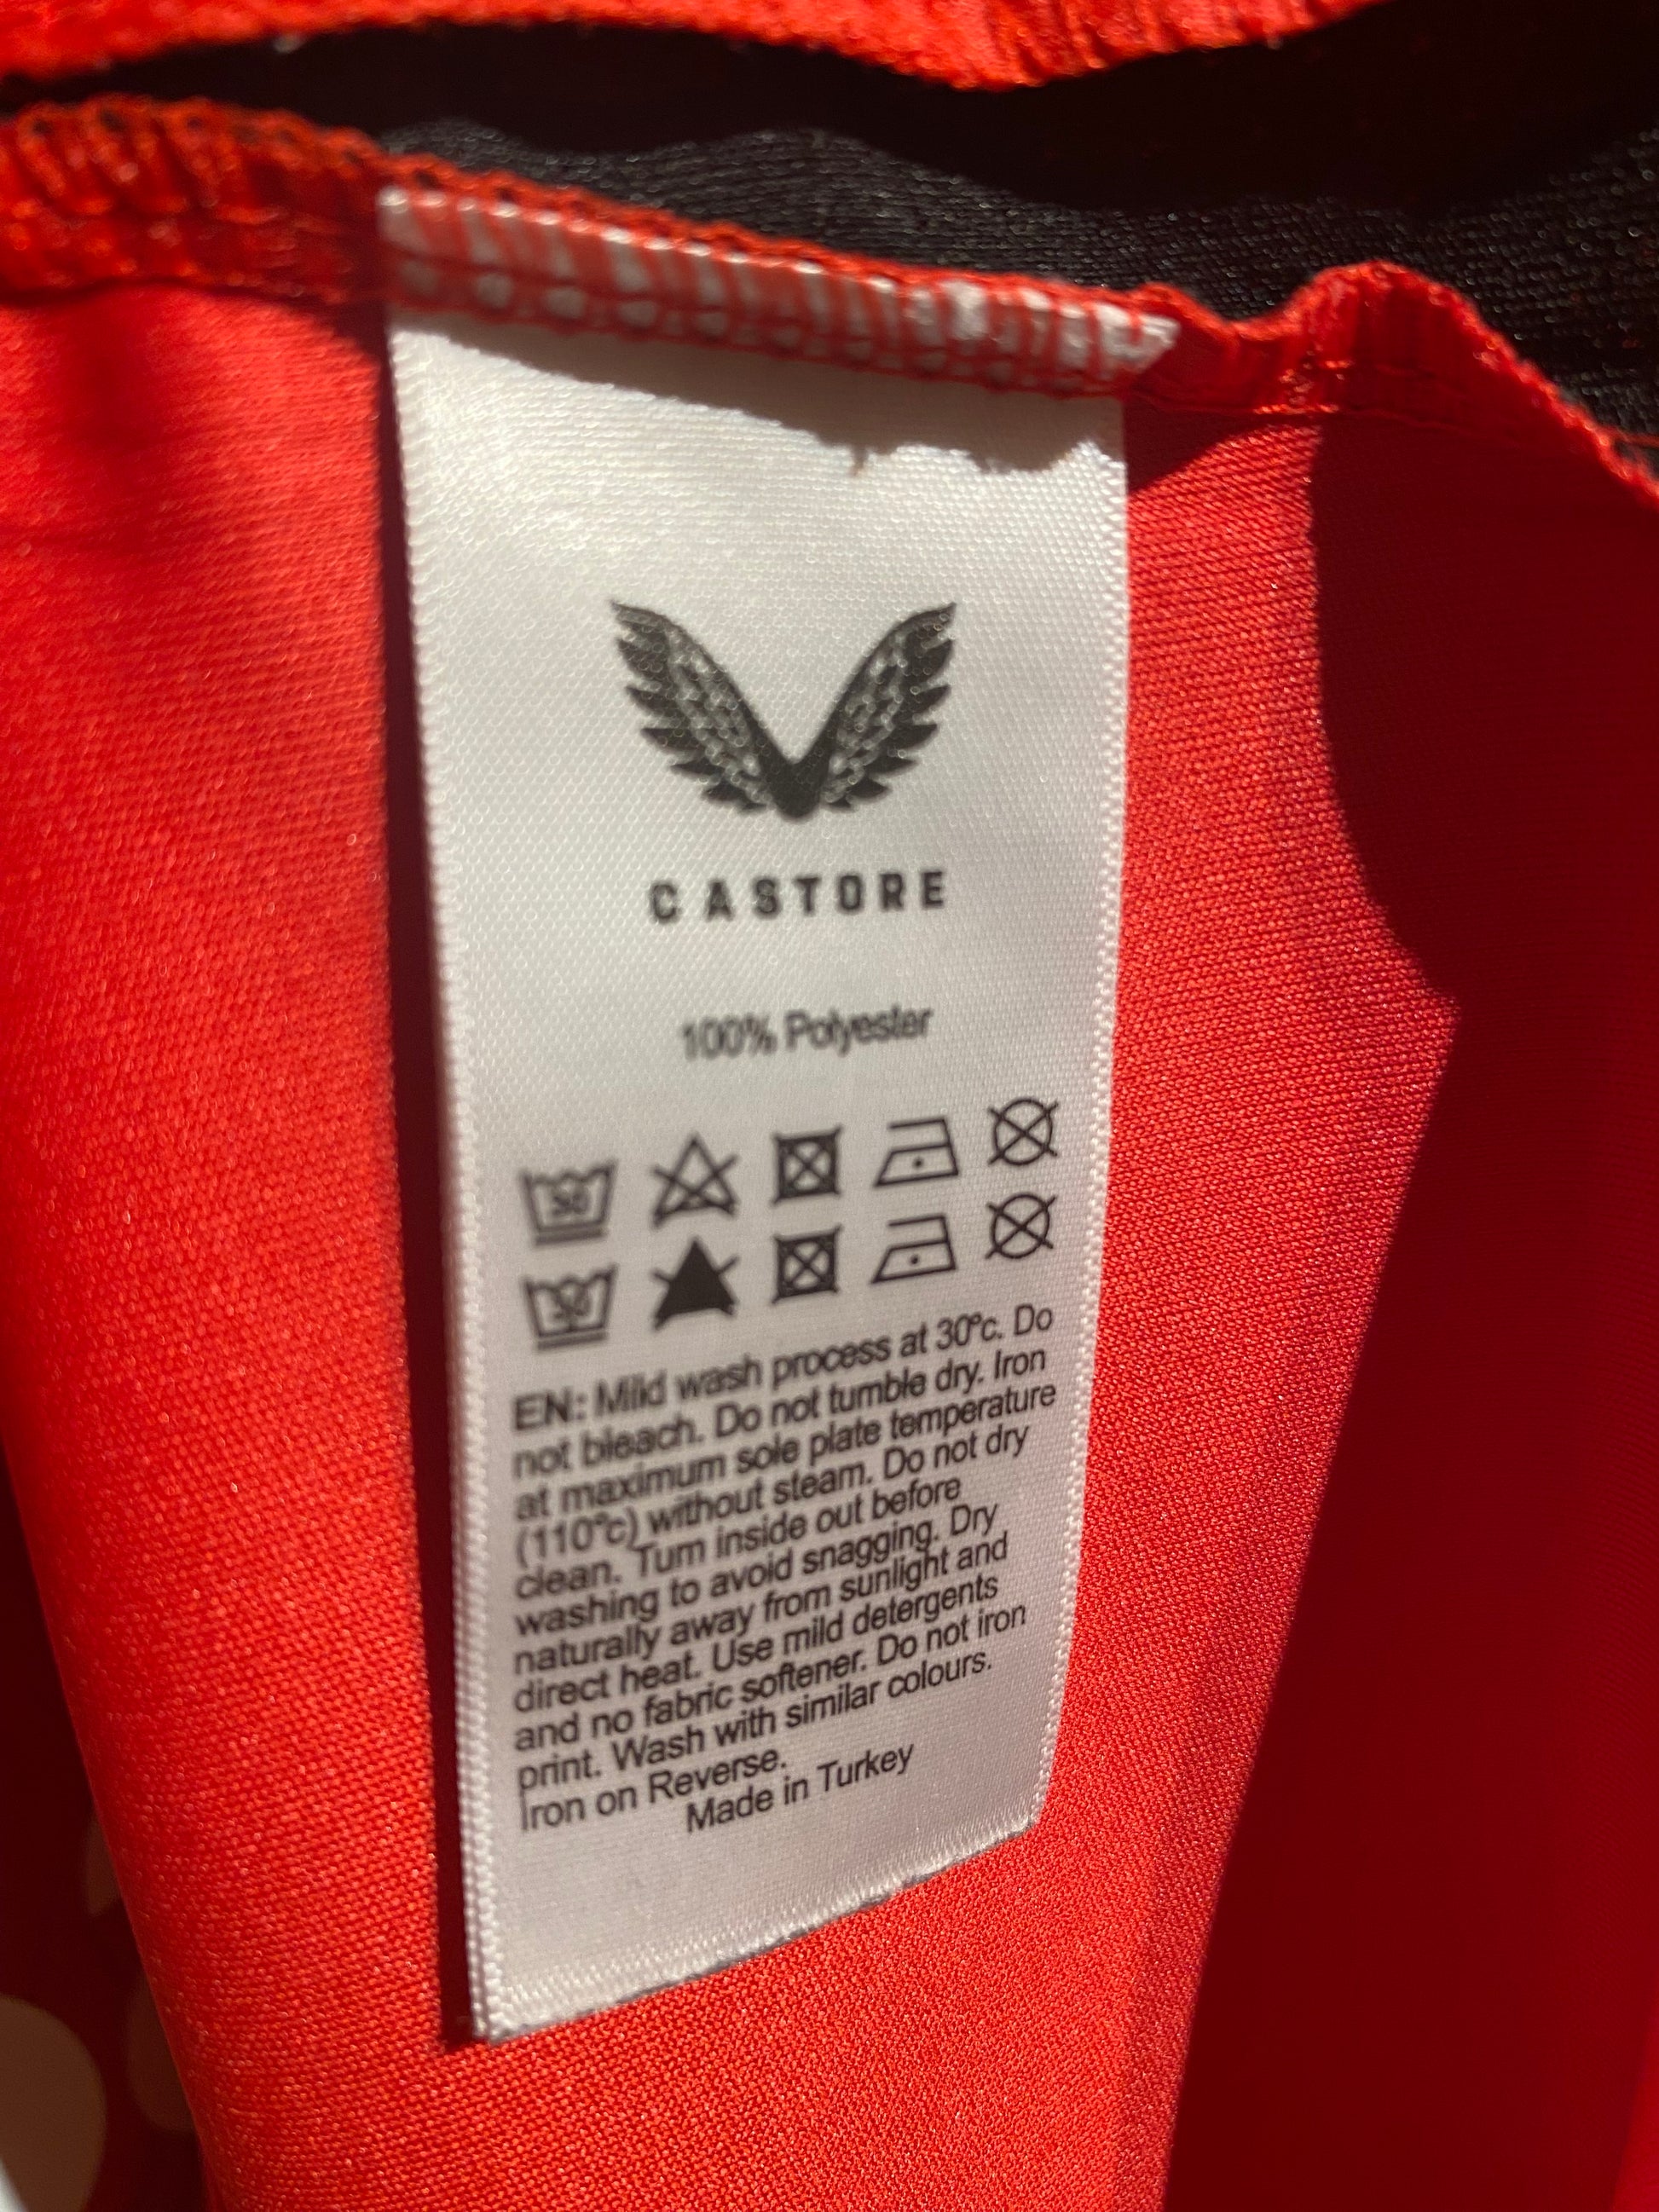 CASTORE
100% Polyester
30
30
EN: Mild wash process at 30°c. Do
not bleach. Do not tumble dry. Iron
at maximum sole plate temperature
(110°c) without steam. Do not dry
clean. Turn inside out before
washing to avoid snagging. Dry
naturally away from sunlight and
direct heat. Use mild detergents
and no fabric softener. Do not iron
print. Wash with similar colours.
Iron on Reverse.
Made in Turkey